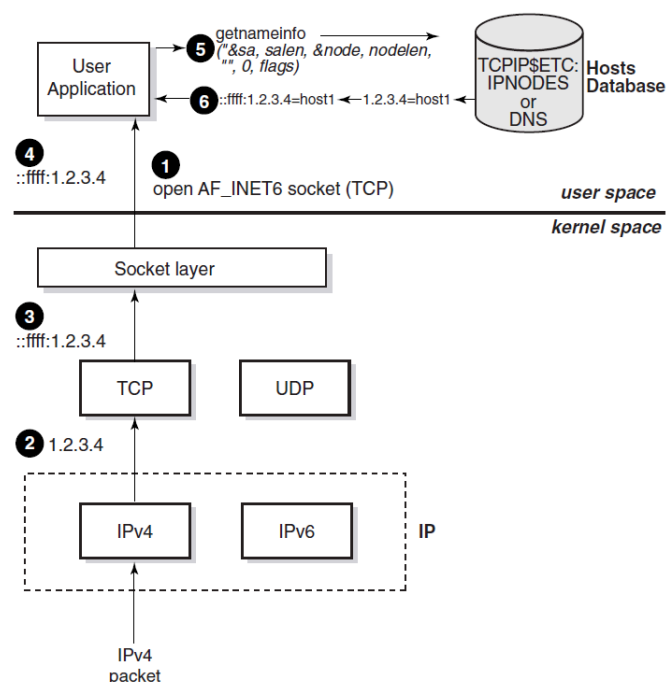 5 getnameinfo
("&sa, salen, &node, nodelen,
"", 0, flags)
User
Application
TCPIP$ETC:
IPNODES
or
DNS
Hosts
Database
6 ::ffff:1.2.3.4=host1
1.2.3.4=host1
4
::ffff:1.2.3.4
1
open AF_INET6 socket (TCP)
user space
kernel space
Socket layer
3
::ffff:1.2.3.4
TCP
UDP
2 1.2.3.4
IPv4
IPv6
IP
IPv4
packet